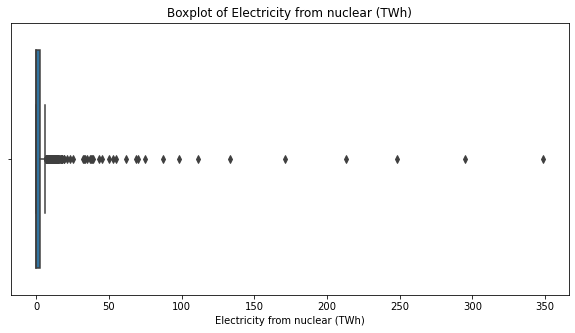 Boxplot of Electricity from nuclear (TWh)
0 50 100 150 200 250 300 350
Electricity from nuclear (TWh)